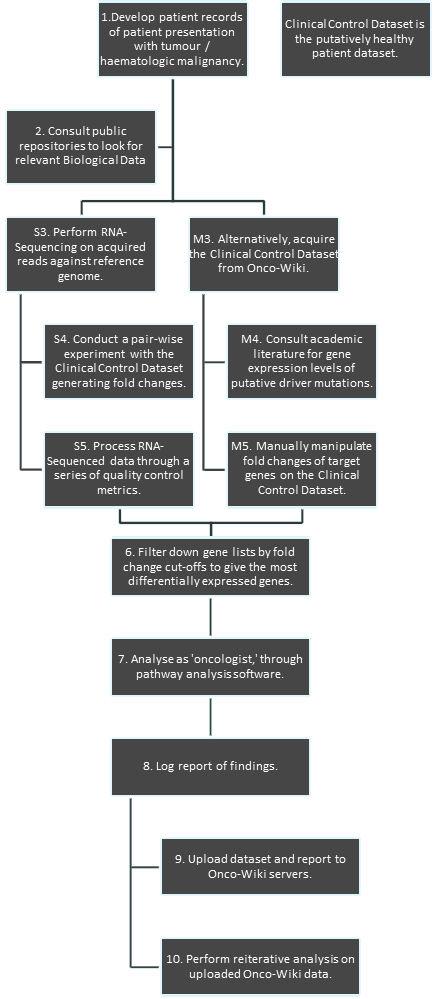 1.Develop patient records
of patient presentation
with tumour /
haematologic malignancy.
Clinical Control Dataset is
the putatively healthy
patient dataset.
2. Consult public
repositories to look for
relevant Biological Data
S3. Perform RNA-
Sequencing on acquired
reads against reference
genome.
M3. Alternatively, acquire
the Clinical Control Dataset
from Onco-Wiki.
S4. Conduct a pair-wise
experiment with the
Clinical Control Dataset
generating fold changes.
M4. Consult academic
literature for gene
expression levels of
putative driver mutations.
S5. Process RNA-
Sequenced data through a
series of quality control
metrics.
M5. Manually manipulate
fold changes of target
genes on the Clinical
Control Dataset.
6. Filter down gene lists by fold
change cut-offs to give the most
differentially expressed genes.
7. Analyse as 'oncologist,' through
pathway analysis software.
8. Log report of findings.
9. Upload dataset and report to
Onco-Wiki servers.
10. Perform reiterative analysis on
uploaded Onco-Wiki data.